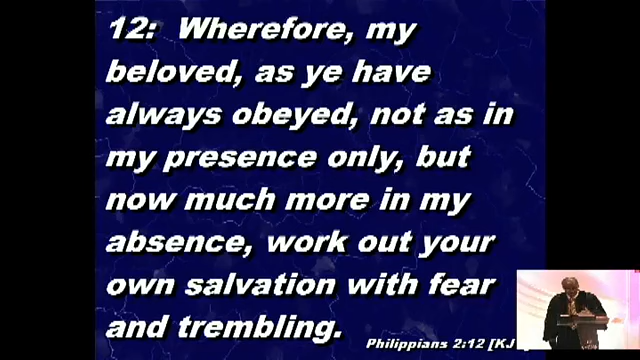 12: Wherefore, my
beloved, as ye have
always obeyed, not as in
my presence only, but
now much more in my
absence, work out your
own salvation with fear
and trembling.
Philippians 2:12 [KJ